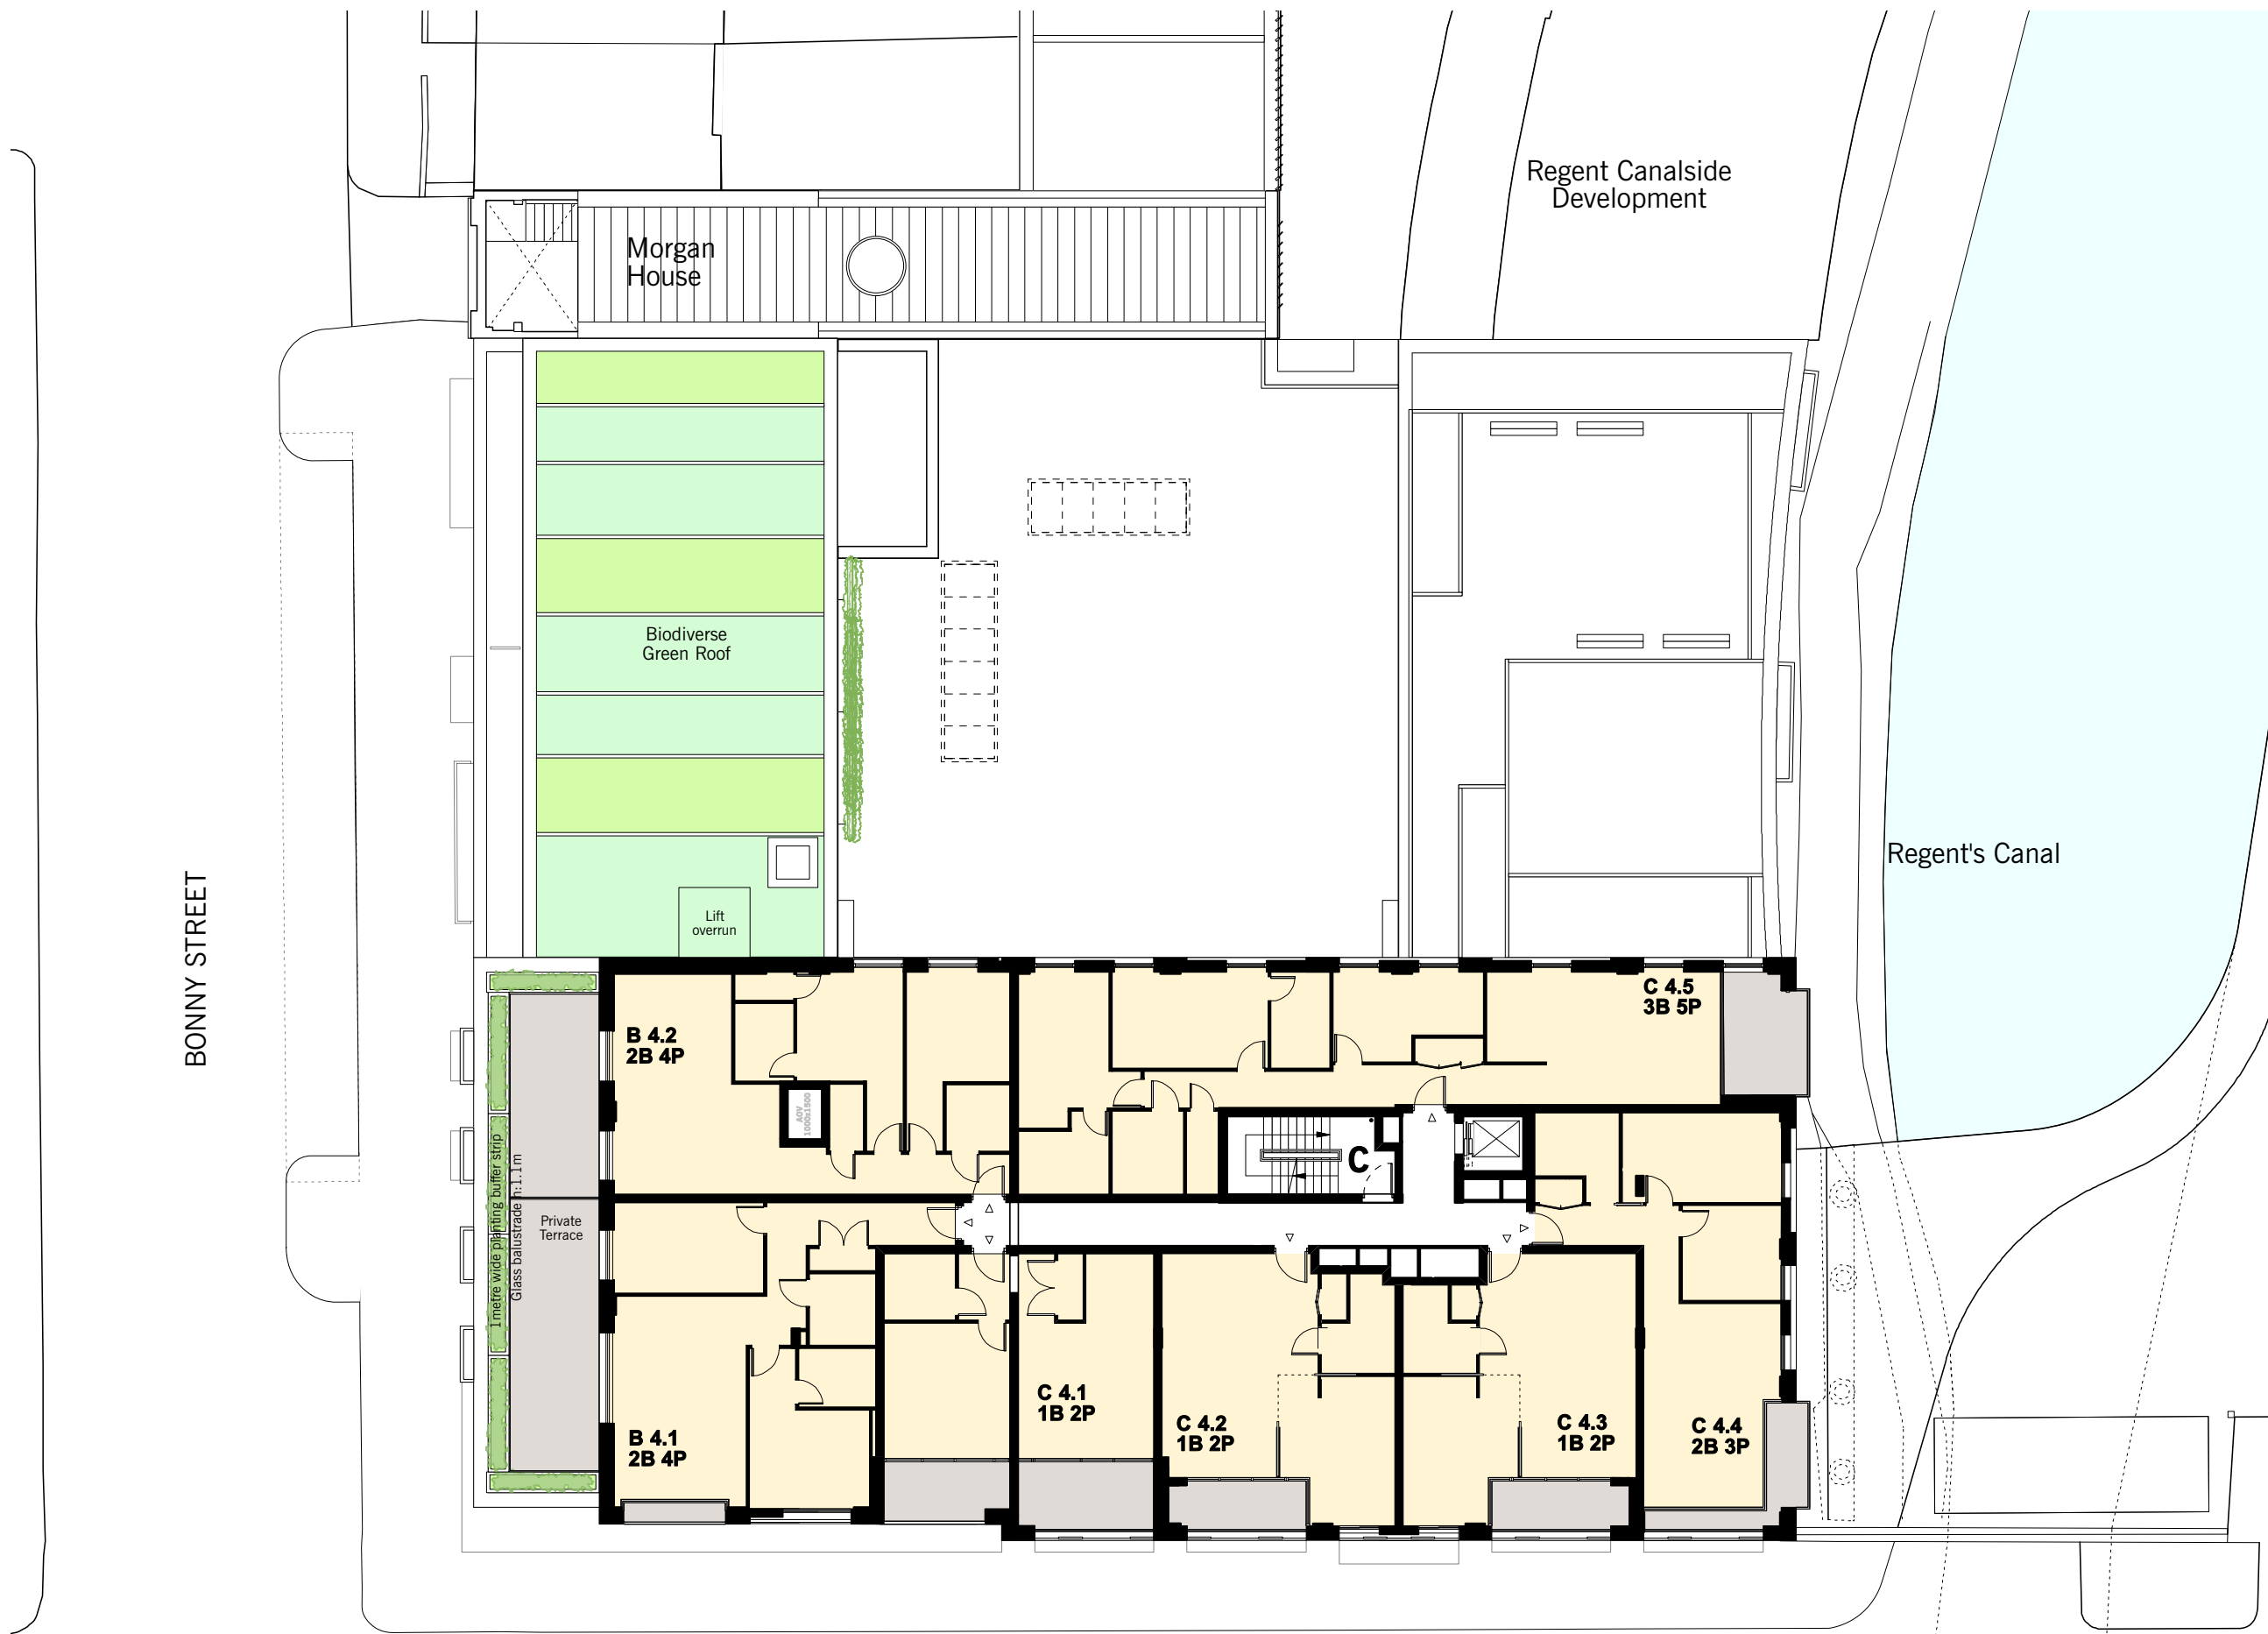 Regent Canalside
Development
Morgan
House
Biodiverse
Green Roof
Regent's Canal
BONNY STREET
Lift
overrun
C 4.5
3B 5P
B 4.2
2B 4P
AOV
1000x1500
C
1metre wide planting buffer strip
Glass balustrade h:1.1m
Private
Terrace
C 4.1
1B 2P
C 4.2
1B 2P
C 4.3
1B 2P
C 4.4
2B 3P
B 4.1
2B 4P